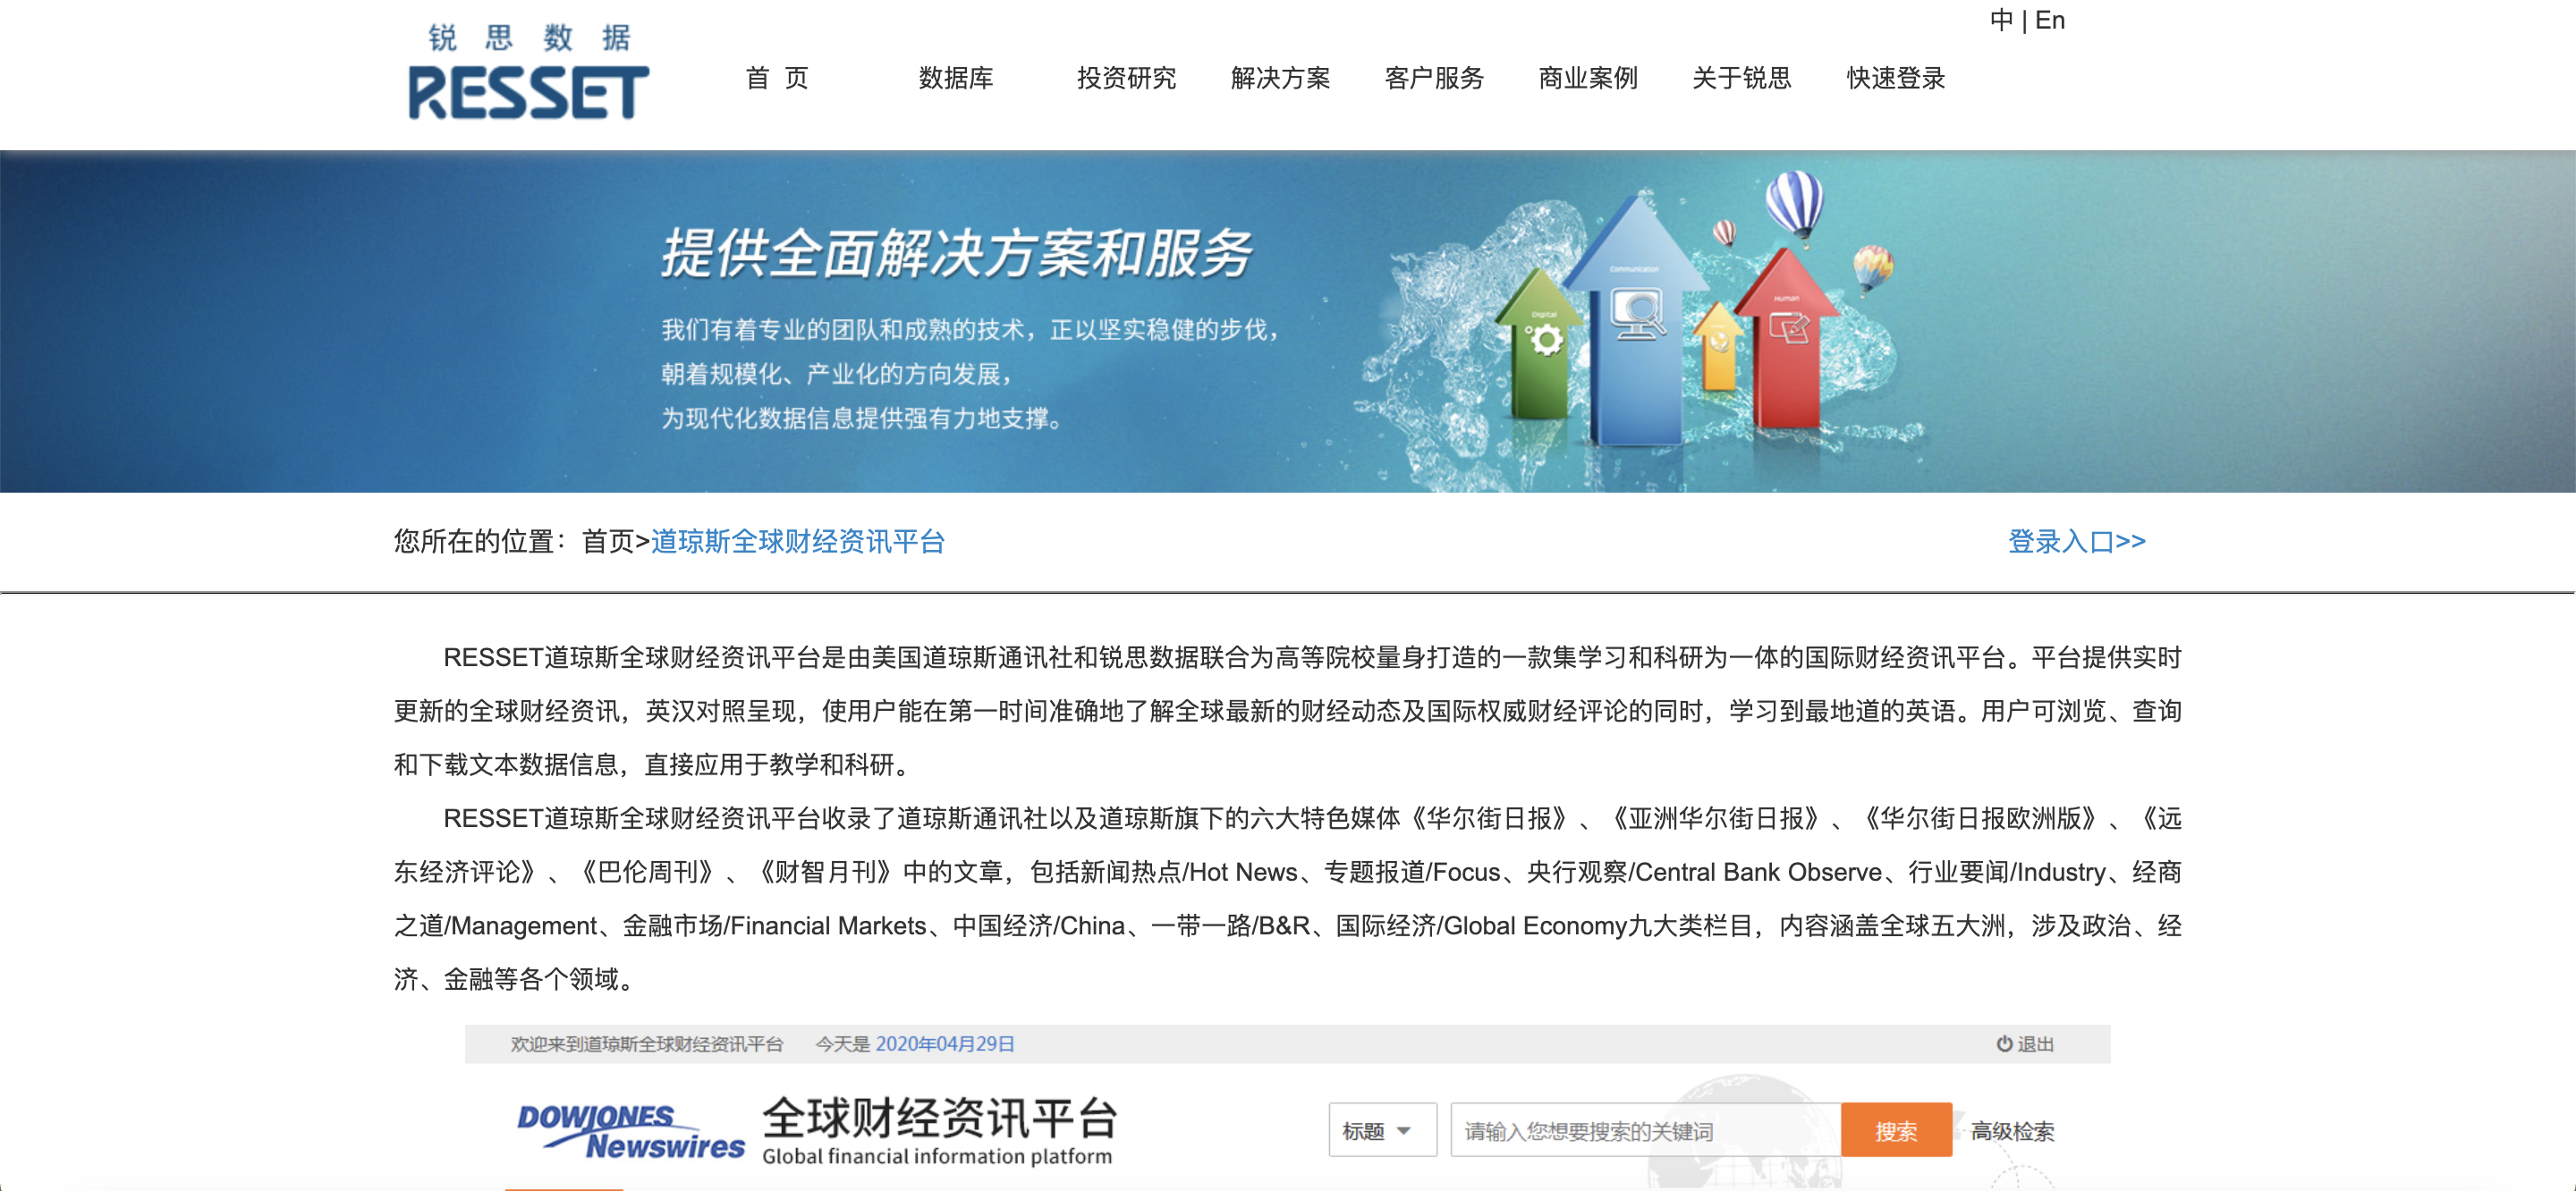 锐思数据
RESSET
中 | En
首 页 数据库 投资研究 解决方案 客户服务 商业案例 关于锐思 快速登录
提供全面解决方案和服务
我们有着专业的团队和成熟的技术，正以坚实稳健的步伐，
朝着规模化、产业化的方向发展，
为现代化数据信息提供强有力地支撑。
Digital
Communication
Human
您所在的位置：首页>道琼斯全球财经资讯平台
登录入口>>
RESSET道琼斯全球财经资讯平台是由美国道琼斯通讯社和锐思数据联合为高等院校量身打造的一款集学习和科研为一体的国际财经资讯平台。平台提供实时
更新的全球财经资讯，英汉对照呈现，使用户能在第一时间准确地了解全球最新的财经动态及国际权威财经评论的同时，学习到最地道的英语。用户可浏览、查询
和下载文本数据信息，直接应用于教学和科研。
RESSET道琼斯全球财经资讯平台收录了道琼斯通讯社以及道琼斯旗下的六大特色媒体《华尔街日报》、《亚洲华尔街日报》、《华尔街日报欧洲版》、《远
东经济评论》、《巴伦周刊》、《财智月刊》中的文章，包括新闻热点/Hot News、专题报道/Focus、央行观察/Central Bank Observe、行业要闻/Industry、经商
之道/Management、金融市场/Financial Markets、中国经济/China、一带一路/B&R、国际经济/Global Economy九大类栏目，内容涵盖全球五大洲，涉及政治、经
济、金融等各个领域。
欢迎来到道琼斯全球财经资讯平台 今天是 2020年04月29日
退出
DOWJONES
Newswires
全球财经资讯平台
Global financial information platform
标题 请输入您想要搜索的关键词 搜索 高级检索